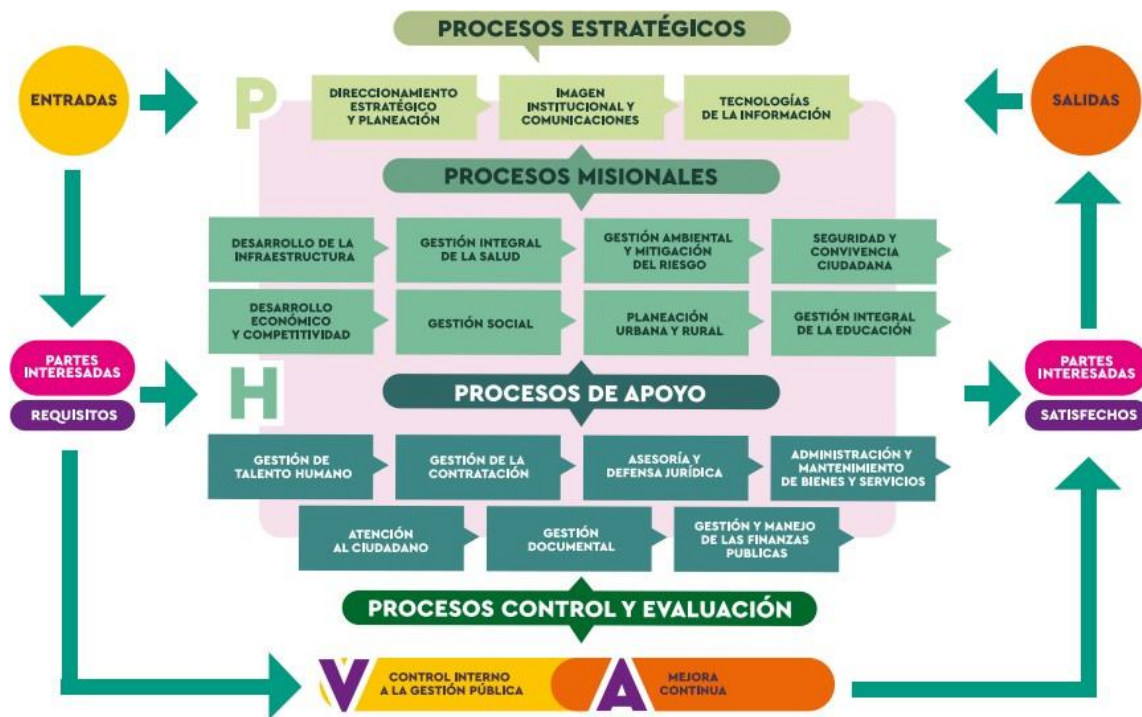 PROCESOS ESTRATÉGICOS
ENTRADAS
P
DIRECCIONAMIENTO
ESTRATÉGICO
Y PLANEACIÓN
IMAGEN
INSTITUCIONAL Y
COMUNICACIONES
TECNOLOGÍAS
DE LA INFORMACIÓN
SALIDAS
PROCESOS MISIONALES
DESARROLLO DE LA
INFRAESTRUCTURA
GESTIÓN INTEGRAL
DE LA SALUD
GESTIÓN AMBIENTAL
Y MITIGACIÓN
DEL RIESGO
SEGURIDAD Y
CONVIVENCIA
CIUDADANA
DESARROLLO
ECONÓMICO
Y COMPETITIVIDAD
GESTIÓN SOCIAL
PLANEACIÓN
URBANA Y RURAL
GESTIÓN INTEGRAL
DE LA EDUCACIÓN
PARTES
INTERESADAS
REQUISITOS
H
PROCESOS DE APOYO
PARTES
INTERESADAS
SATISFECHOS
GESTIÓN DE
TALENTO HUMANO
GESTIÓN DE LA
CONTRATACIÓN
ASESORÍA Y
DEFENSA JURÍDICA
ADMINISTRACIÓN Y
MANTENIMIENTO
DE BIENES Y SERVICIOS
ATENCIÓN
AL CIUDADANO
GESTIÓN
DOCUMENTAL
GESTIÓN Y MANEJO
DE LAS FINANZAS
PUBLICAS
PROCESOS CONTROL Y EVALUACIÓN
V
CONTROL INTERNO
A LA GESTIÓN PÚBLICA
A
MEJORA
CONTINUA